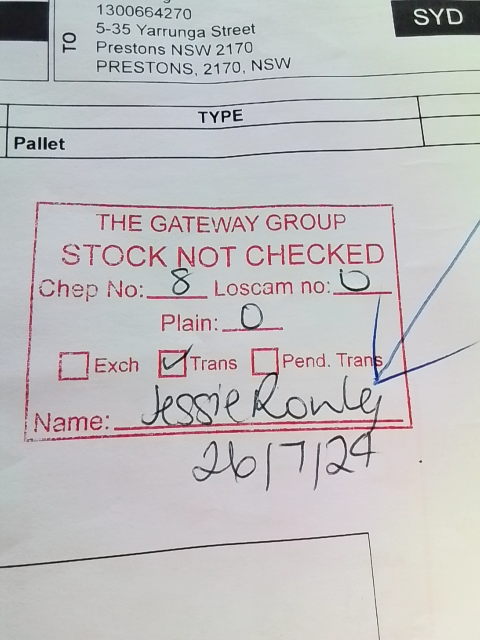 1300664270
SYD
TO
5-35 Yarrunga Street
Prestons NSW 2170
PRESTONS, 2170, NSW
TYPE
Pallet
THE GATEWAY GROUP
STOCK NOT CHECKED
Chep No: 8 Loscam no: 0
Plain: 0
Exch Trans Pend. Trans
Name: Jessie Rowley
26/7/24